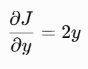 ∂J/∂y = 2y